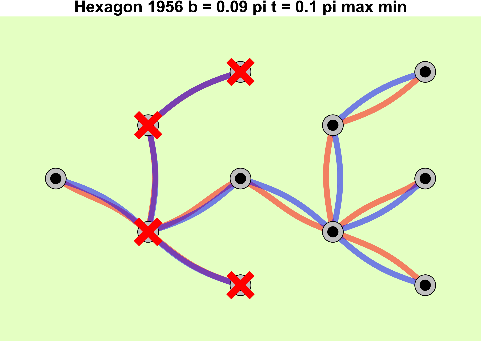 Hexagon 1956 b = 0.09 pi t = 0.1 pi max min